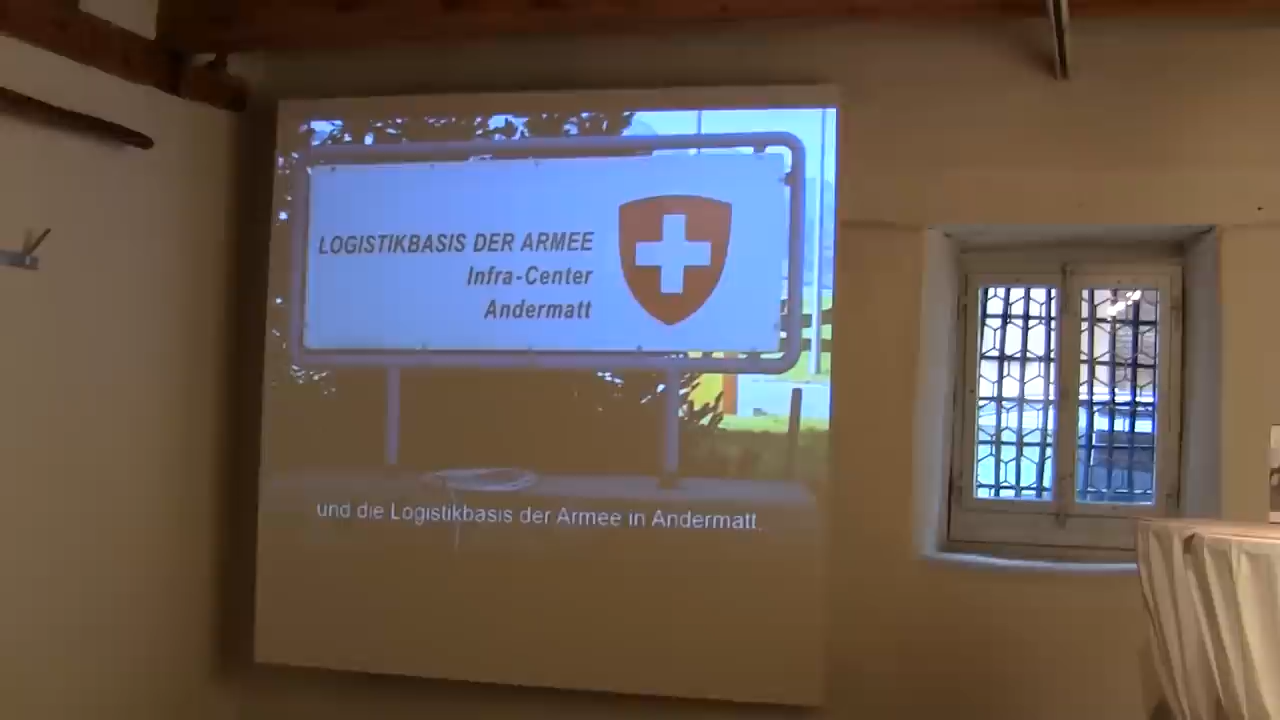 LOGISTIKBASIS DER ARMEE
Infra-Center
Andermatt
und die Logistikbasis der Armee in Andermatt.